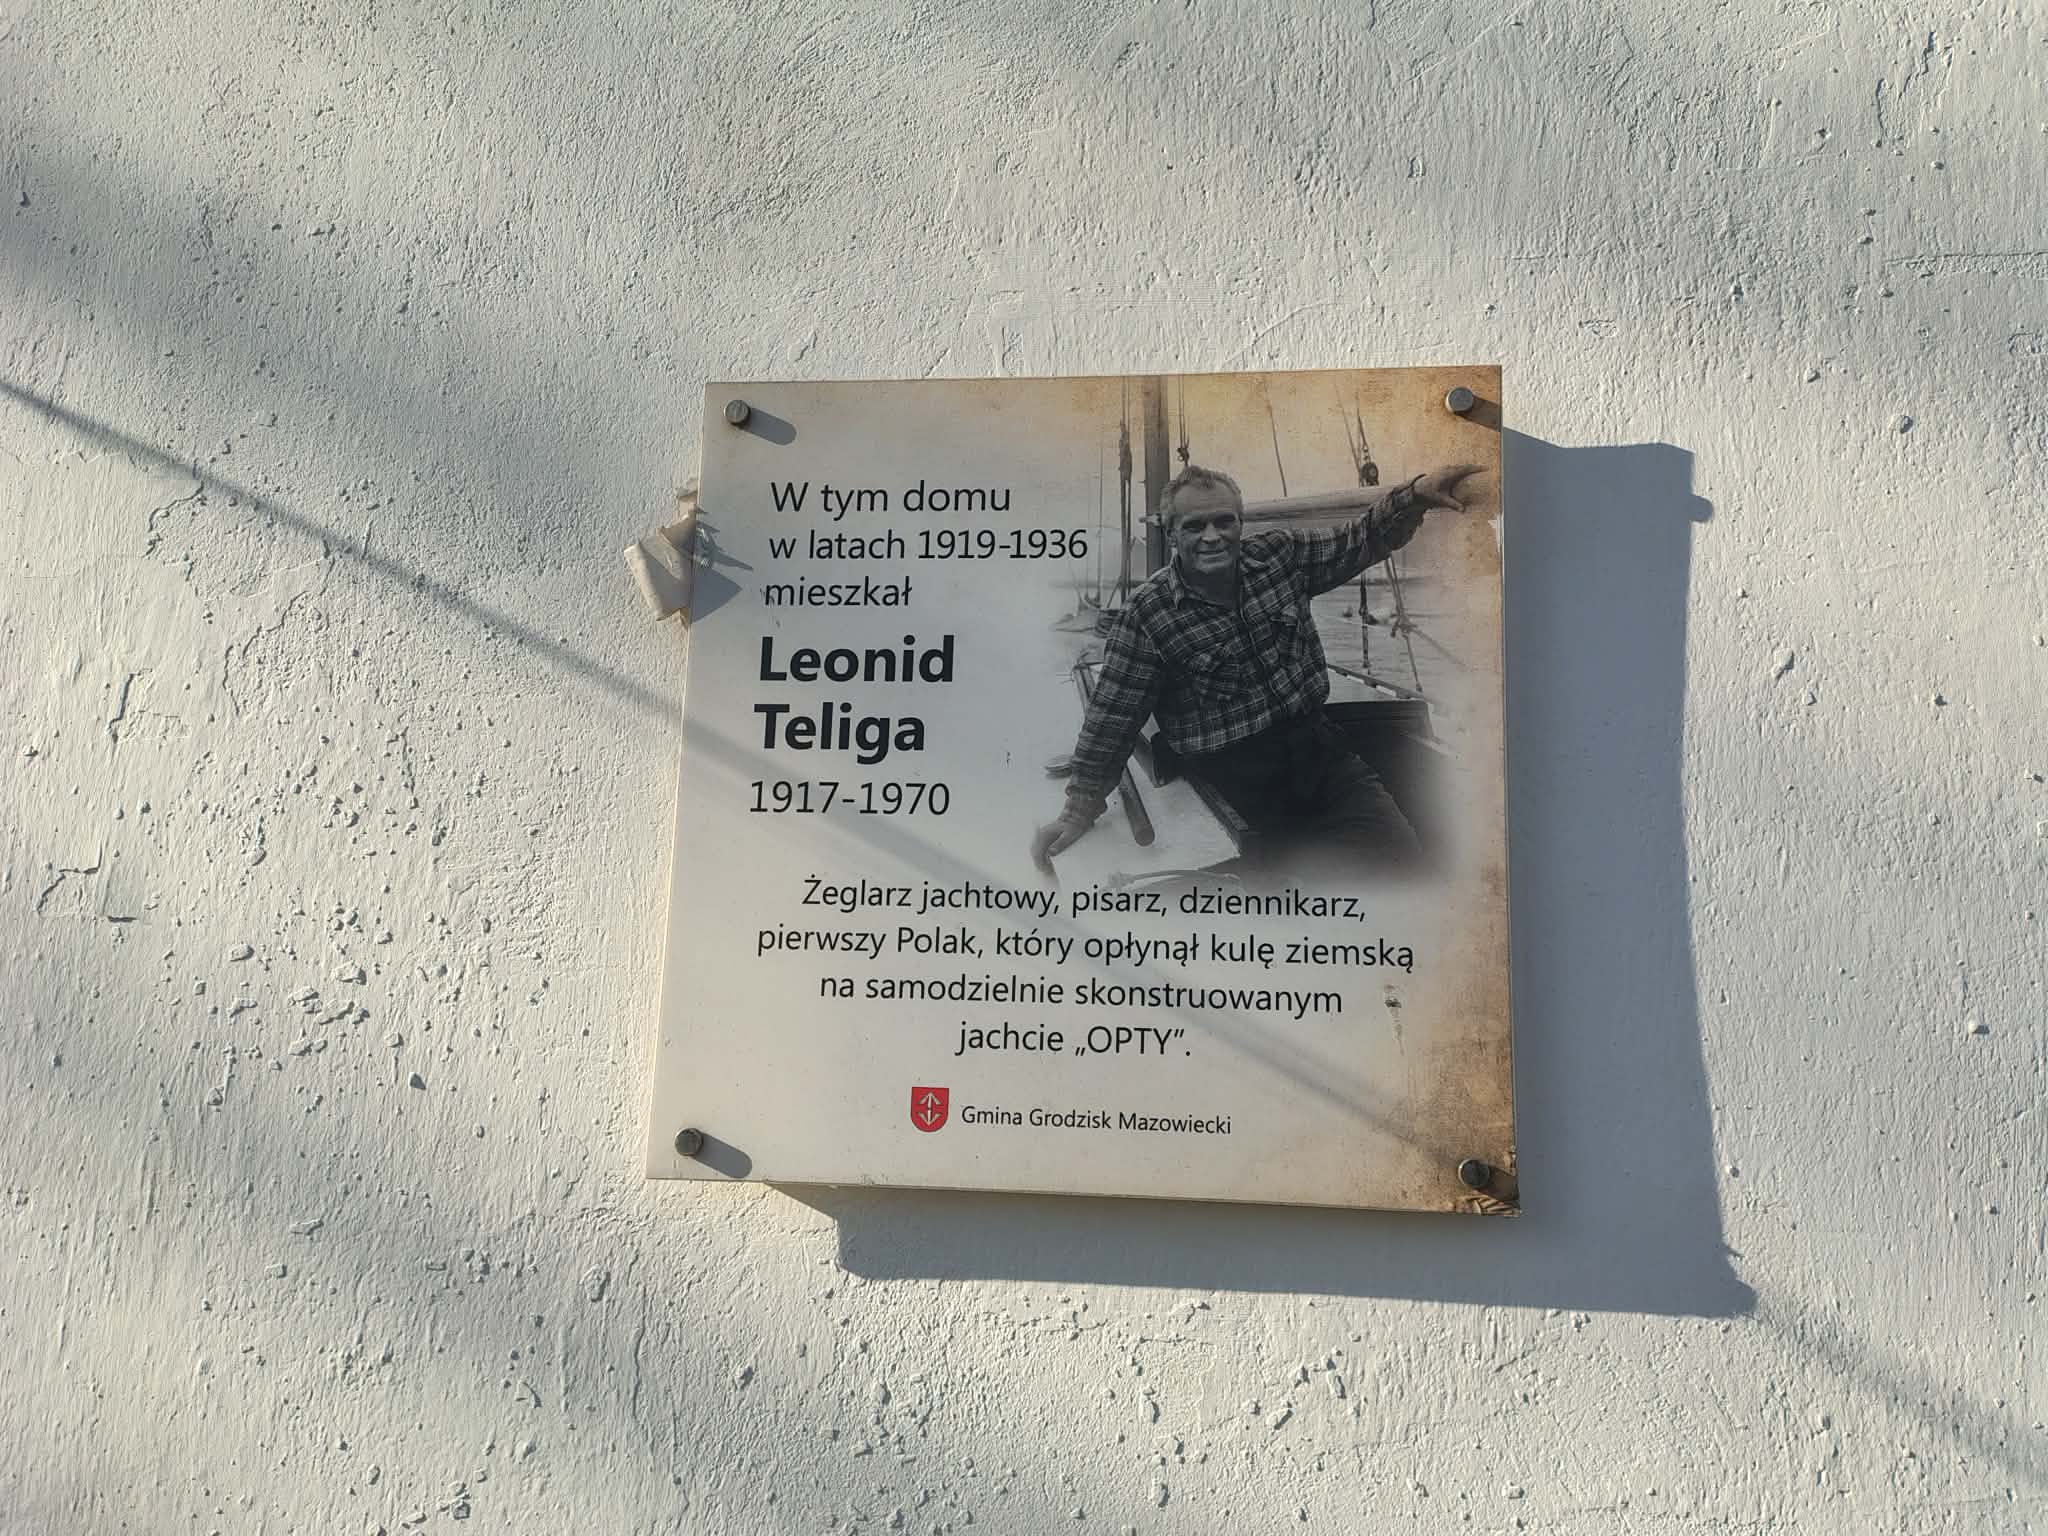 W tym domu
w latach 1919-1936
mieszkał
Leonid
Teliga
1917-1970
Żeglarz jachtowy, pisarz, dziennikarz,
pierwszy Polak, który opłynął kulę ziemską
na samodzielnie skonstruowanym
jachcie „OPTY”.
Gmina Grodzisk Mazowiecki